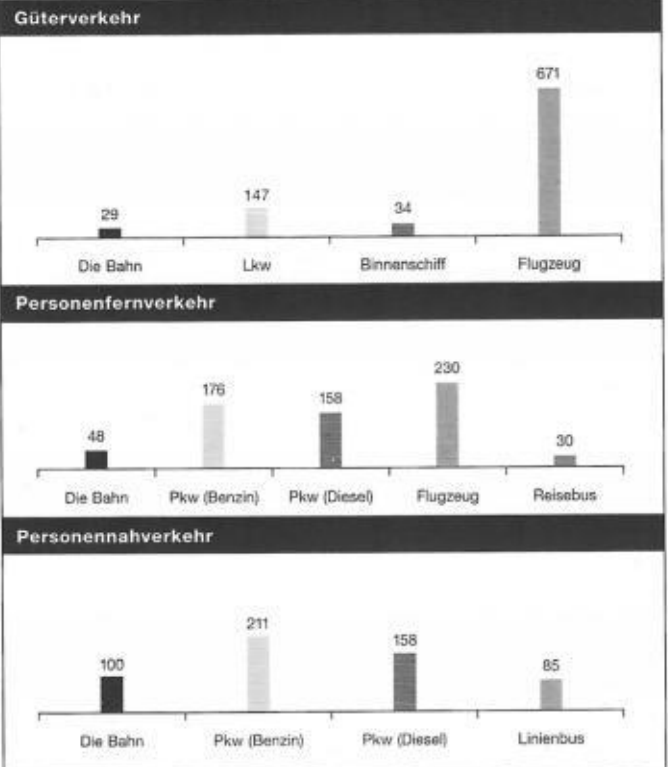 Güterverkehr
671
147
29
34
Die Bahn Lkw Binnenschiff Flugzeug
Personenfernverkehr
230
176
158
48
30
Die Bahn Pkw (Benzin) Pkw (Diesel) Flugzeug Reisebus
Personennahverkehr
211
158
100
85
Die Bahn Pkw (Benzin) Pkw (Diesel) Linienbus